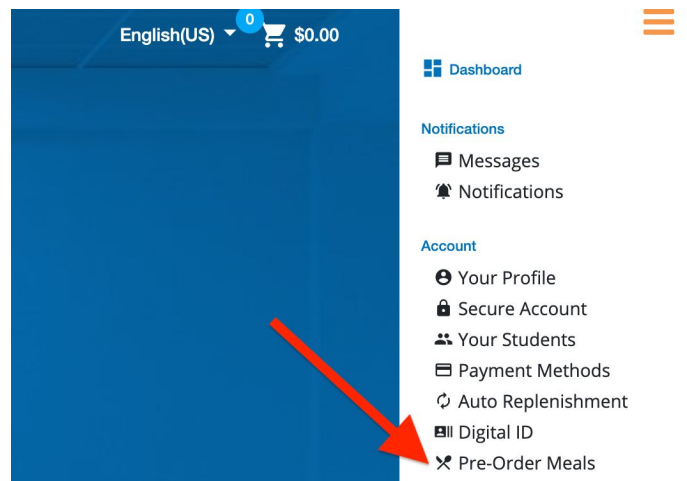 English(US) 0 $0.00
Dashboard
Notifications
Messages
Notifications
Account
Your Profile
Secure Account
Your Students
Payment Methods
Auto Replenishment
Digital ID
Pre-Order Meals